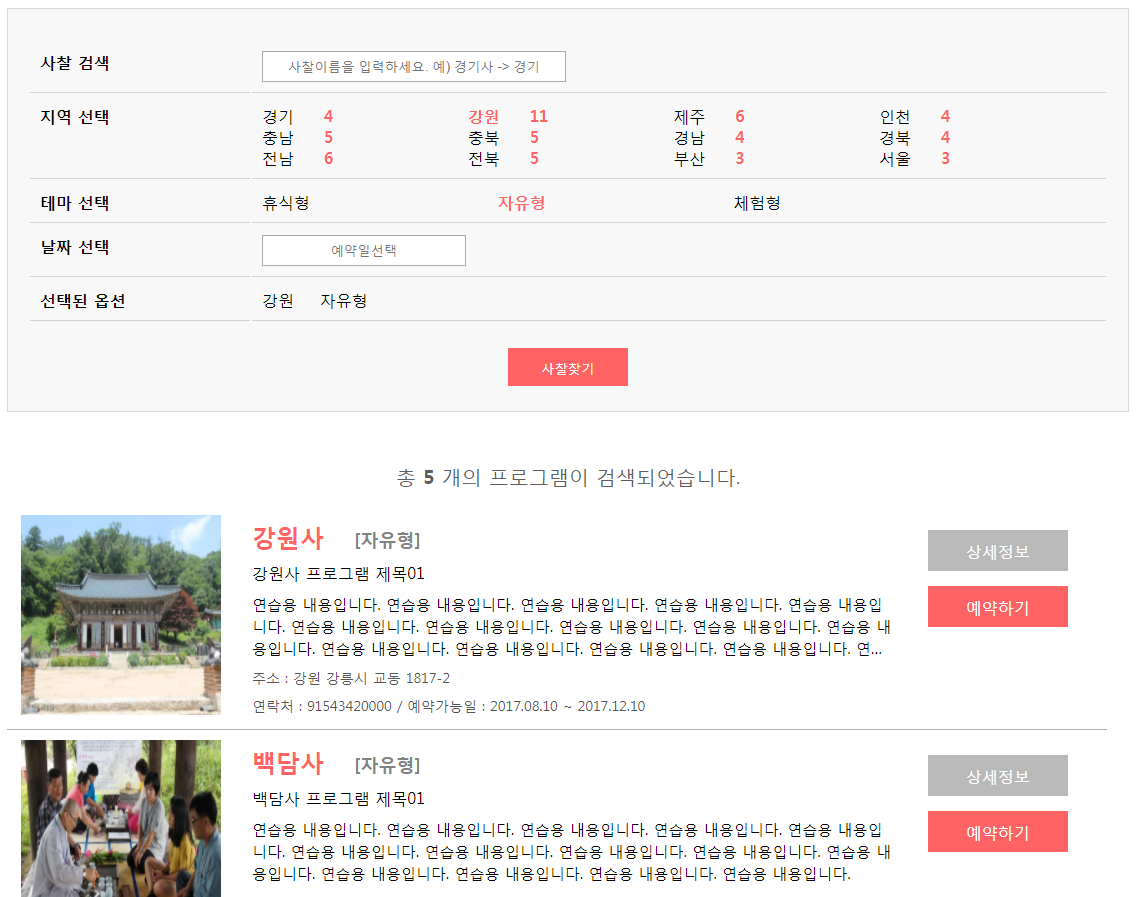 사찰 검색
사찰이름을 입력하세요. 예) 경기사 -> 경기
지역 선택
경기 4 강원 11 제주 6 인천 4
충남 5 충북 5 경남 4 경북 4
전남 6 전북 5 부산 3 서울 3
테마 선택 휴식형 자유형 체험형
날짜 선택 예약일선택
선택된 옵션 강원 자유형
사찰찾기
총 5 개의 프로그램이 검색되었습니다.
강원사 [자유형]
상세정보
강원사 프로그램 제목01
예약하기
연습용 내용입니다. 연습용 내용입니다. 연습용 내용입니다. 연습용 내용입니다. 연습용 내용입
니다. 연습용 내용입니다. 연습용 내용입니다. 연습용 내용입니다. 연습용 내용입니다. 연습용 내
용입니다. 연습용 내용입니다. 연습용 내용입니다. 연습용 내용입니다. 연습용 내용입니다. 연...
주소 : 강원 강릉시 교동 1817-2
연락처 : 91543420000 / 예약가능일 : 2017.08.10 ~ 2017.12.10
백담사 [자유형]
상세정보
백담사 프로그램 제목01
예약하기
연습용 내용입니다. 연습용 내용입니다. 연습용 내용입니다. 연습용 내용입니다. 연습용 내용입
니다. 연습용 내용입니다. 연습용 내용입니다. 연습용 내용입니다. 연습용 내용입니다. 연습용 내
용입니다. 연습용 내용입니다. 연습용 내용입니다. 연습용 내용입니다. 연습용 내용입니다.